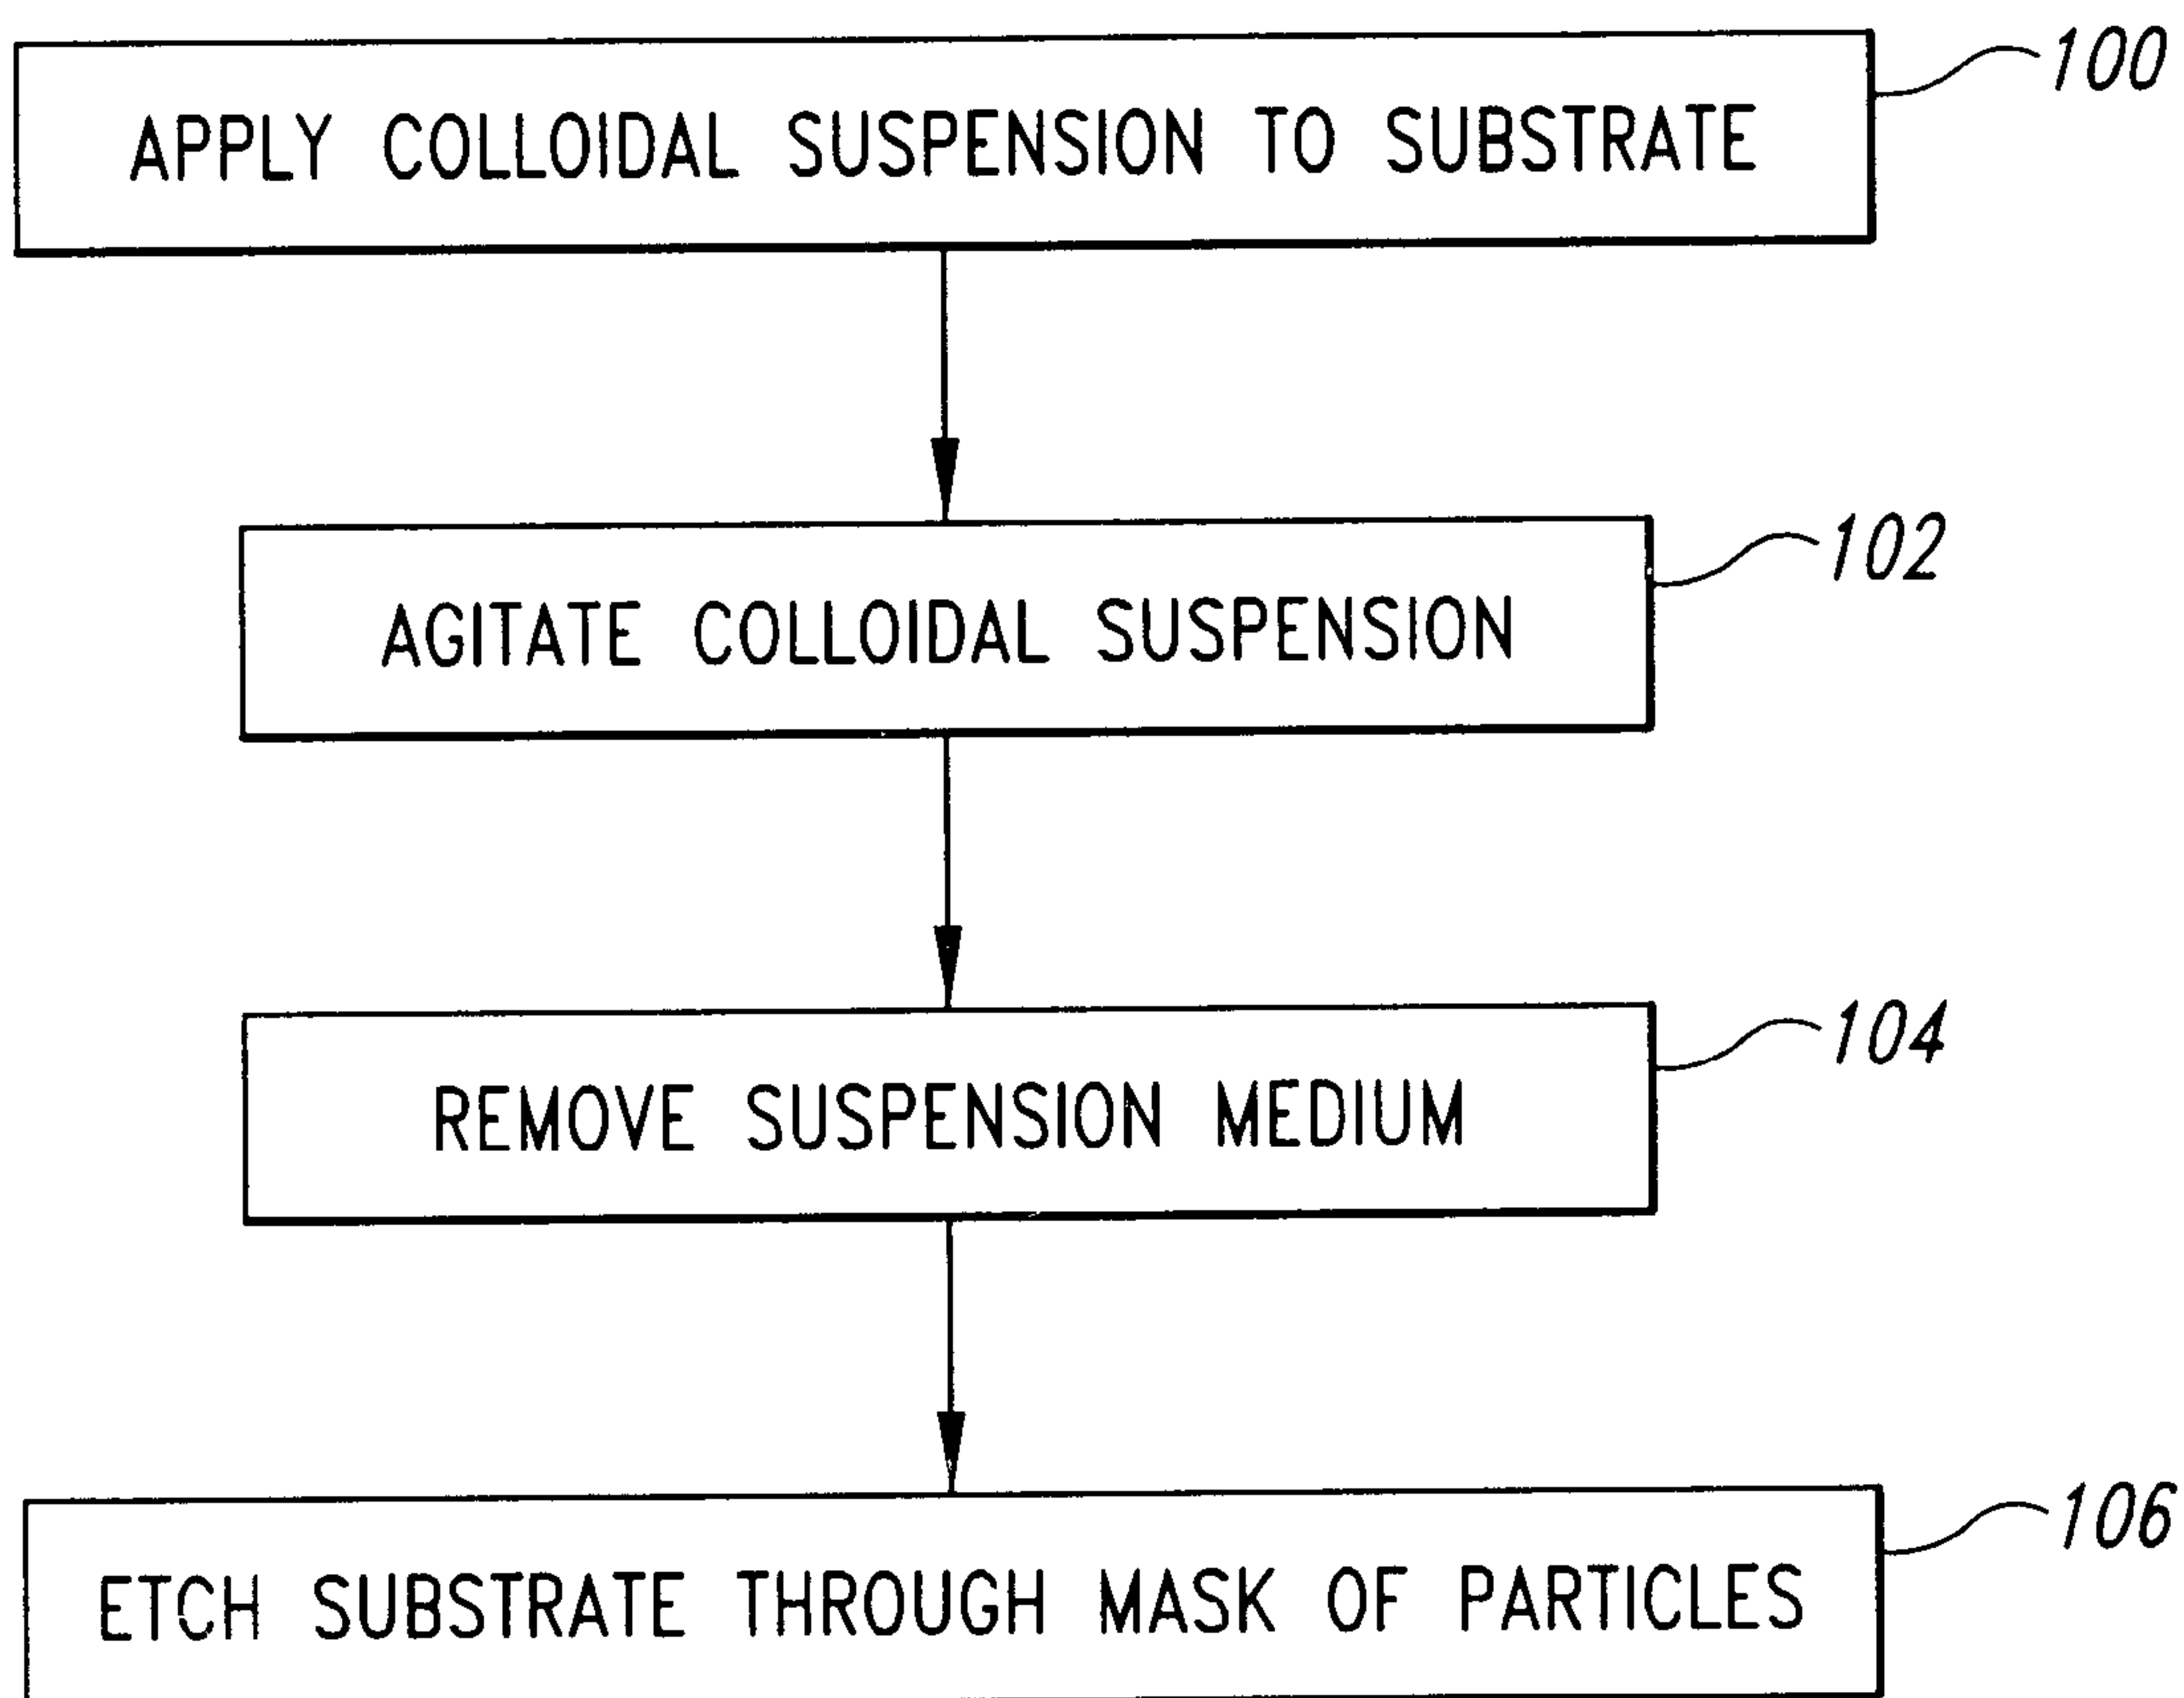 100
APPLY COLLOIDAL SUSPENSION TO SUBSTRATE
102
AGITATE COLLOIDAL SUSPENSION
104
REMOVE SUSPENSION MEDIUM
106
ETCH SUBSTRATE THROUGH MASK OF PARTICLES